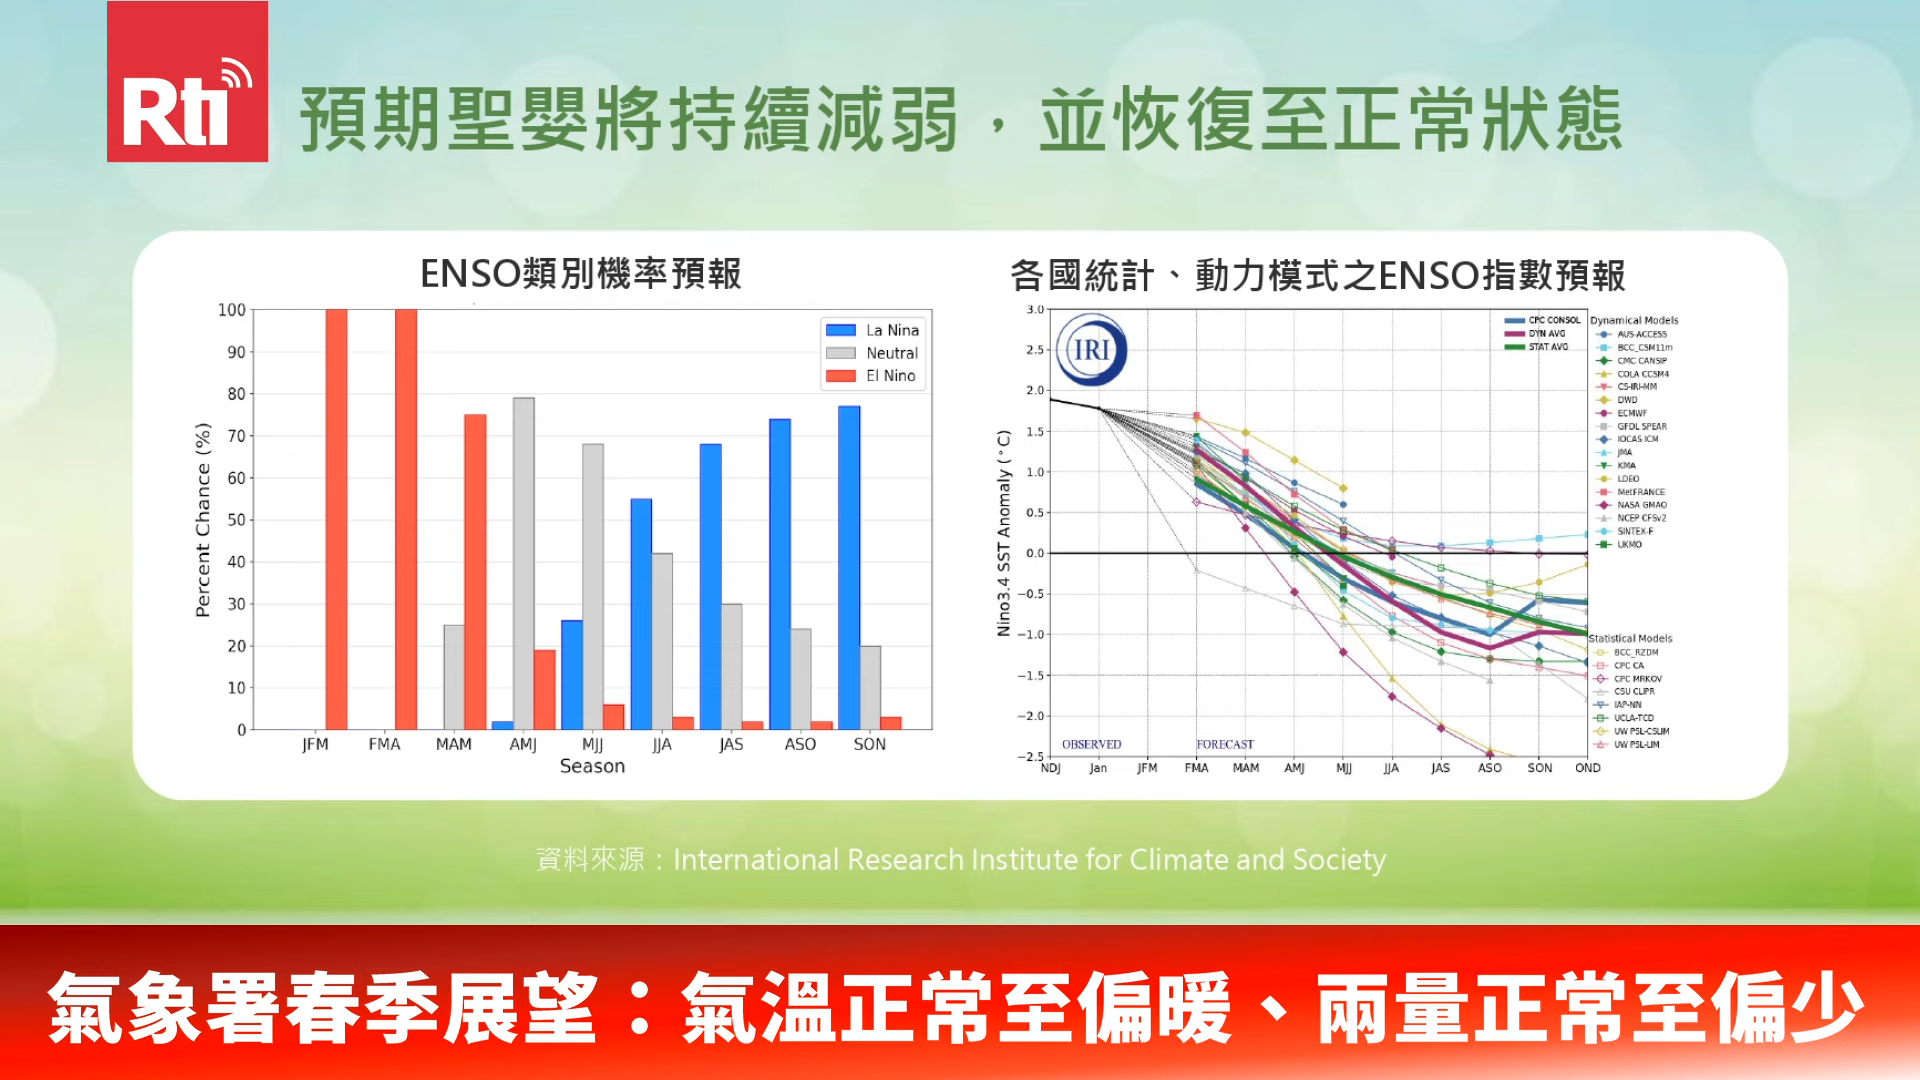 Rti
預期聖嬰將持續減弱，並恢復至正常狀態
ENSO類別機率預報
100
90
80
70
60
50
40
30
20
10
0
Percent Chance (%)
La Nina
Neutral
El Nino
JFM FMA MAM AMJ MJJ JJA JAS ASO SON
Season
各國統計、動力模式之ENSO指數預報
3.0
2.5
2.0
1.5
1.0
0.5
0.0
−0.5
−1.0
−1.5
−2.0
−2.5
Nino3.4 SST Anomaly (°C)
IRI
CPC CONSOL
DYN AVG
STAT AVG
OBSERVED
FORECAST
NDJ Jan JFM FMA MAM AMJ MJJ JJA JAS ASO SON OND
Dynamical Models
AUS-ACCESS
BCC_CSM11m
CMC CANSIP
COLA CCSM4
CS-IRI-MM
DWD
ECMWF
GFDL SPEAR
IOCAS ICM
JMA
KMA
LDEO
MetFRANCE
NASA GMAO
NCEP CFSv2
SINTEX-F
UKMO
Statistical Models
BCC_RZDM
CPC CA
CPC MRKOV
CSU CLIPR
IAP-NN
UCLA-TCD
UW PSL-CSLIM
UW PSL-LIM
資料來源：International Research Institute for Climate and Society
氣象署春季展望：氣溫正常至偏暖、兩量正常至偏少